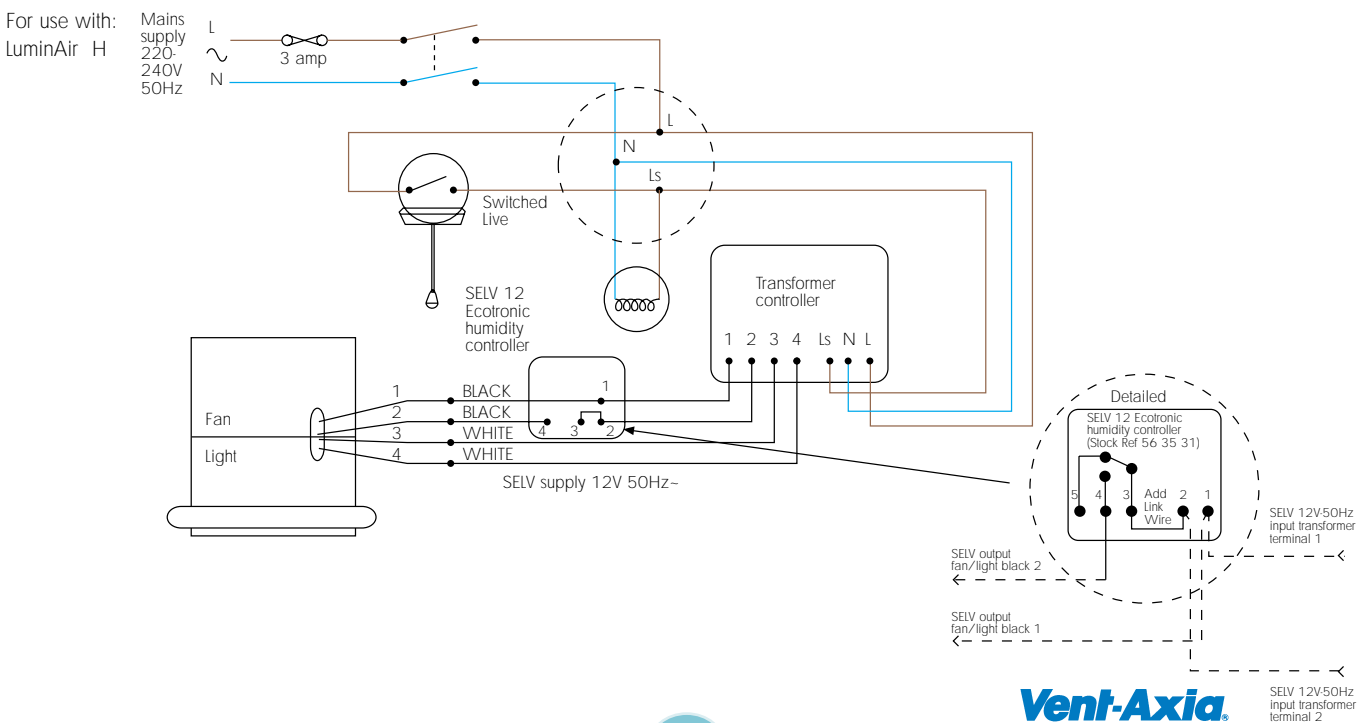 For use with:
LuminAir H
Mains
supply
220-
240V
50Hz
L
N
3 amp
L
N
Ls
Switched
Live
SELV 12
Ecotronic
humidity
controller
Transformer
controller
1 2 3 4 Ls N L
Fan
Light
1 BLACK 1
2 BLACK
3 WHITE
4 WHITE
4 3 2
SELV supply 12V 50Hz~
Detailed
SELV 12 Ecotronic
humidity controller
(Stock Ref 56 35 31)
5 4 3 Add 2 1
Link
Wire
SELV 12V-50Hz
input transformer
terminal 1
SELV output
fan/light black 2
SELV output
fan/light black 1
SELV 12V-50Hz
input transformer
terminal 2
Vent-Axia®